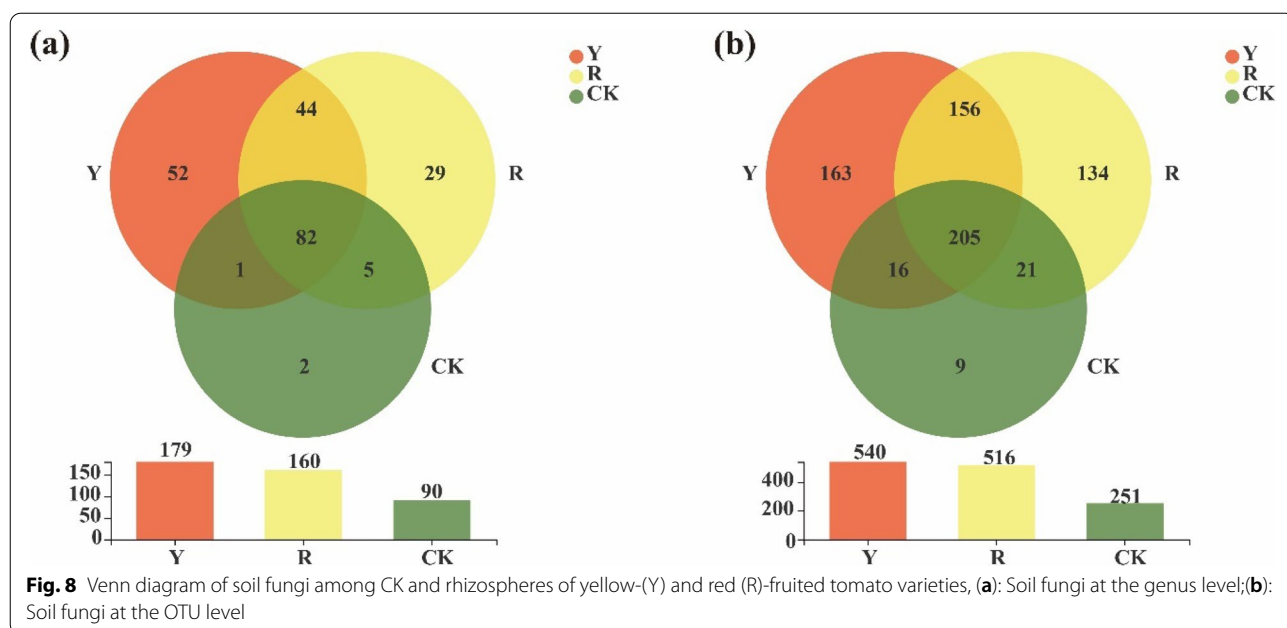 (a)
Y
R
CK
44
Y
52
29
R
82
1
5
2
CK
179
160
90
150
100
50
0
Y R CK
(b)
Y
R
CK
156
Y
163
134
R
205
16
21
9
CK
540
516
251
400
200
0
Y R CK
Fig. 8 Venn diagram of soil fungi among CK and rhizospheres of yellow-(Y) and red (R)-fruited tomato varieties, (a): Soil fungi at the genus level;(b):
Soil fungi at the OTU level